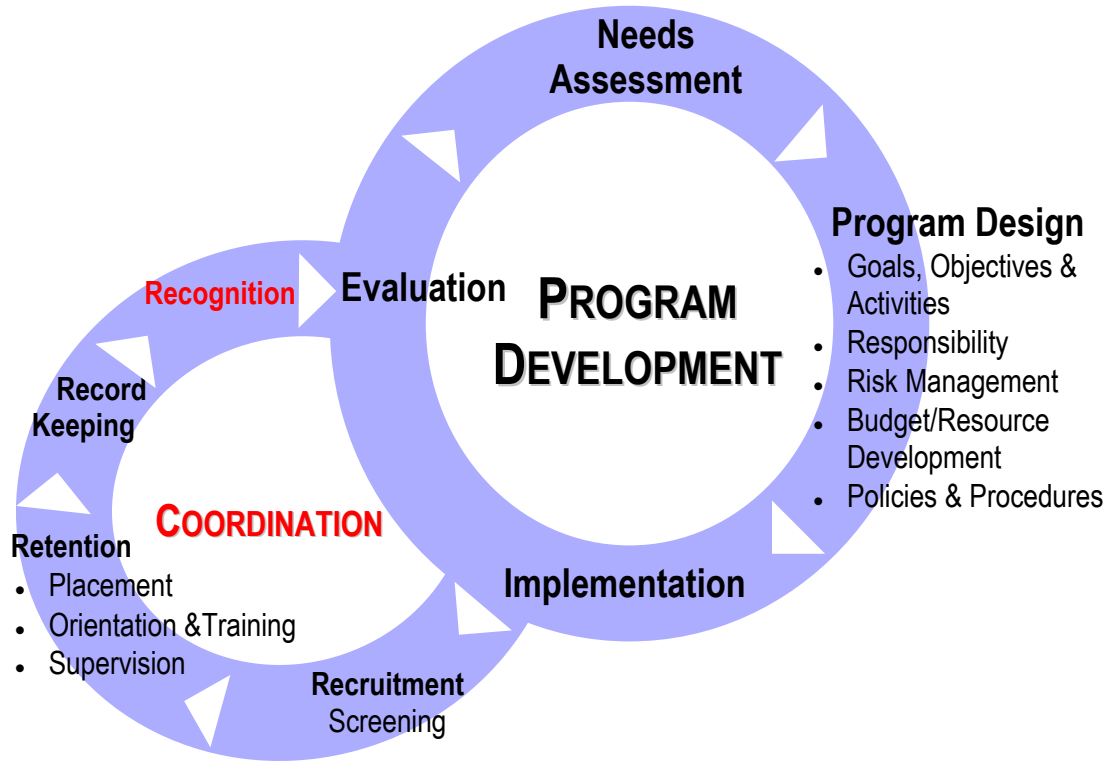 Needs
Assessment
Program Design
• Goals, Objectives &
Activities
• Responsibility
• Risk Management
• Budget/Resource
Development
• Policies & Procedures
Evaluation
PROGRAM
DEVELOPMENT
Implementation
Recognition
Record
Keeping
COORDINATION
Retention
• Placement
• Orientation &Training
• Supervision
Recruitment
Screening